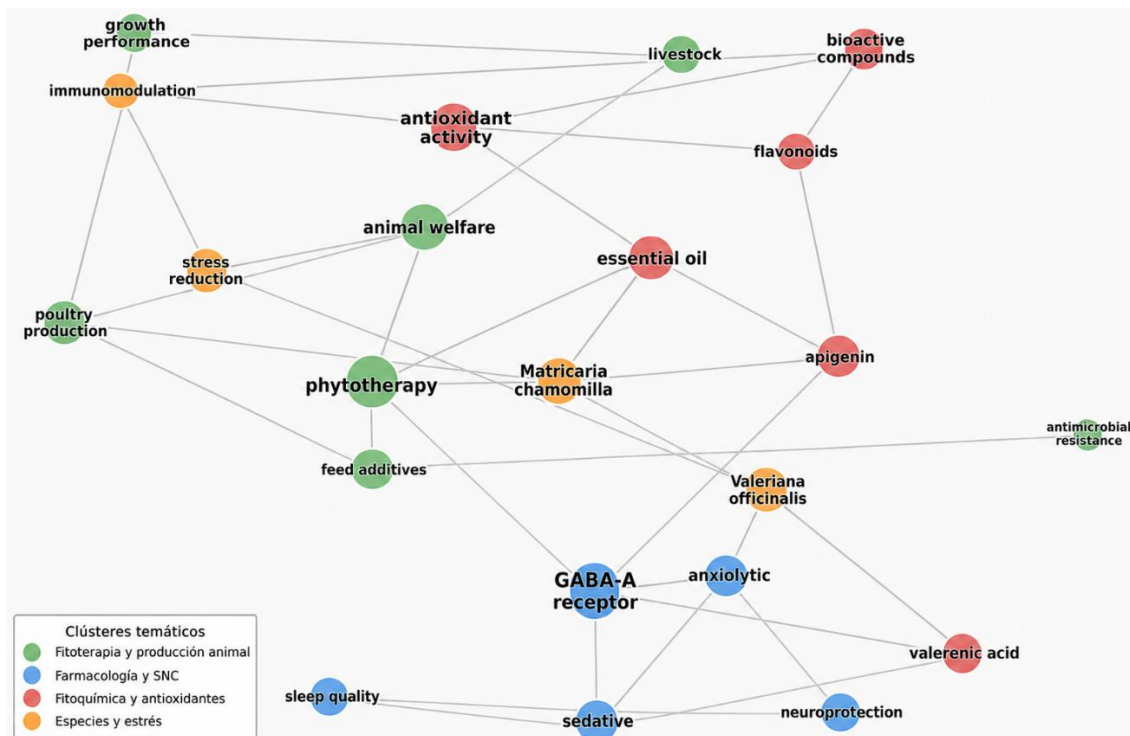 growth
performance
livestock
bioactive
compounds
immunomodulation
antioxidant
activity
flavonoids
animal welfare
essential oil
stress
reduction
poultry
production
apigenin
phytotherapy
Matricaria
chamomilla
antimicrobial
resistance
feed additives
Valeriana
officinalis
GABA-A
receptor
anxiolytic
valerenic acid
sleep quality
sedative
neuroprotection
Clústeres temáticos
Fitoterapia y producción animal
Farmacología y SNC
Fitoquímica y antioxidantes
Especies y estrés